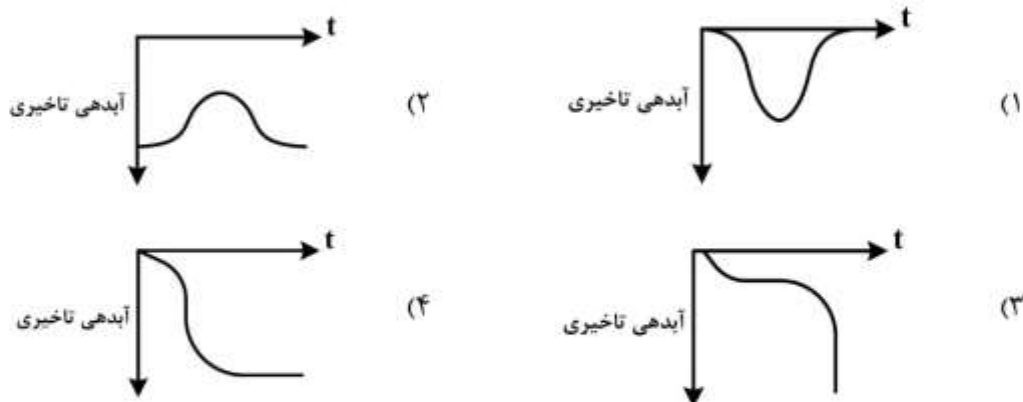 ۱)
t
آبدهی تاخیری
۲)
t
آبدهی تاخیری
۳)
t
آبدهی تاخیری
۴)
t
آبدهی تاخیری